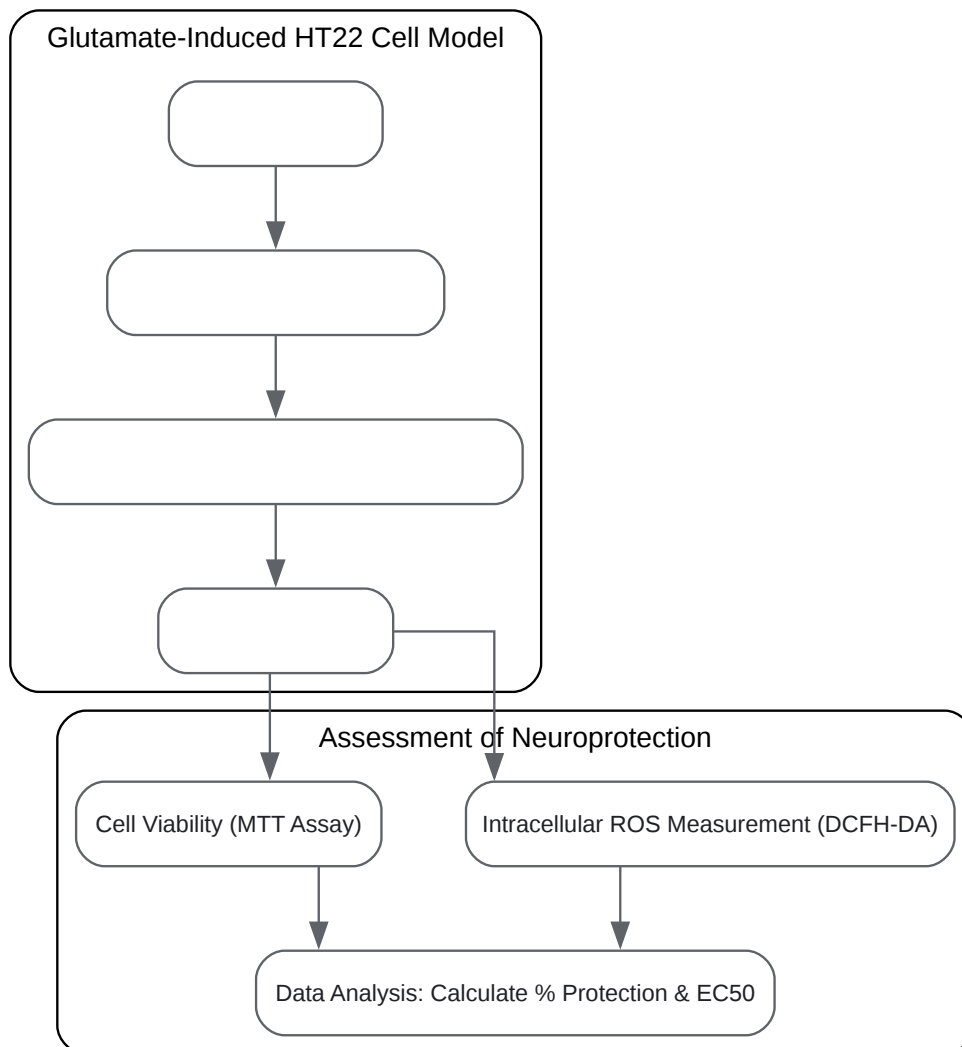 Glutamate-Induced HT22 Cell Model
Assessment of Neuroprotection
Cell Viability (MTT Assay)
Intracellular ROS Measurement (DCFH-DA)
Data Analysis: Calculate % Protection & EC50